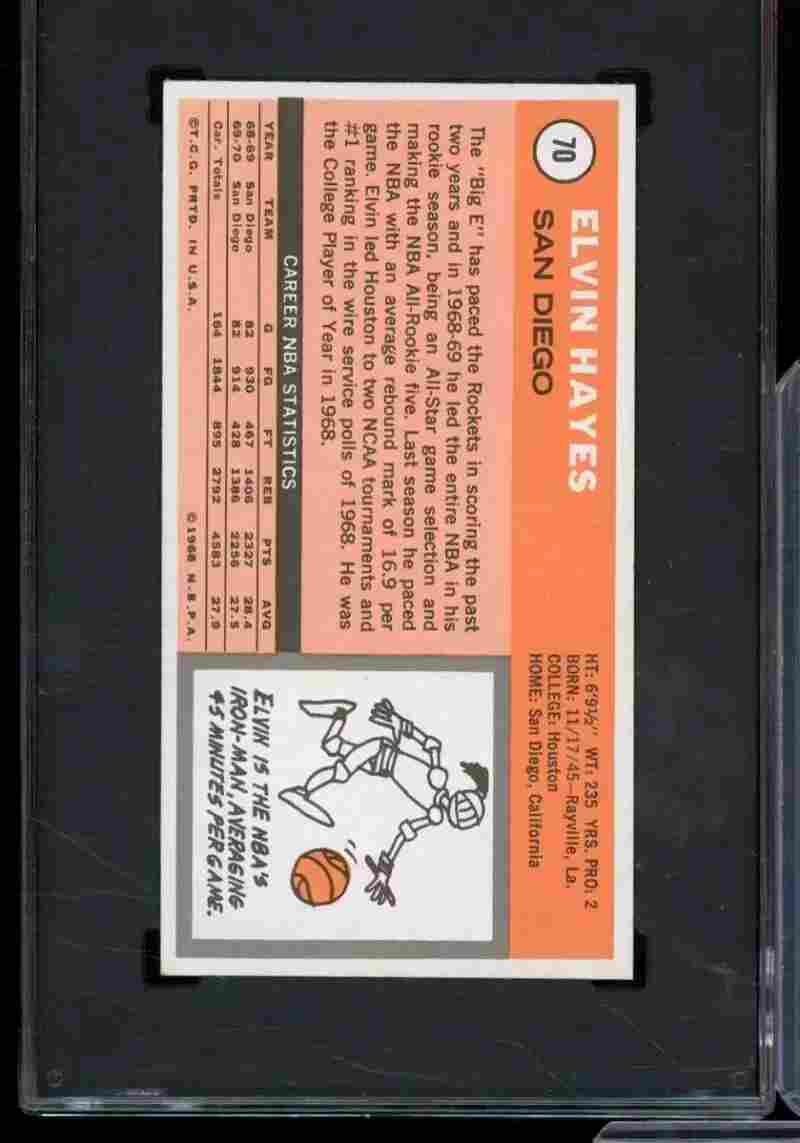 70
ELVIN HAYES
SAN DIEGO
HT: 6'9½" WT: 235 YRS. PRO: 2
BORN: 11/17/45—Rayville, La.
COLLEGE: Houston
HOME: San Diego, California
The "Big E" has paced the Rockets in scoring the past
two years and in 1968-69 he led the entire NBA in his
rookie season, being an All-Star game selection and
making the NBA All-Rookie five. Last season he paced
the NBA with an average rebound mark of 16.9 per
game. Elvin led Houston to two NCAA tournaments and
#1 ranking in the wire service polls of 1968. He was
the College Player of Year in 1968.
CAREER NBA STATISTICS
YEAR TEAM G FG FT REB PTS AVG
68-69 San Diego 82 930 467 1406 2327 28.4
69-70 San Diego 82 914 428 1386 2256 27.5
Car. Totals 164 1844 895 2792 4583 27.9
©T.C.G. PRTD. IN U.S.A. ©1968 N.B.P.A.
ELVIN IS THE NBA'S
IRON-MAN, AVERAGING
45 MINUTES PER GAME.